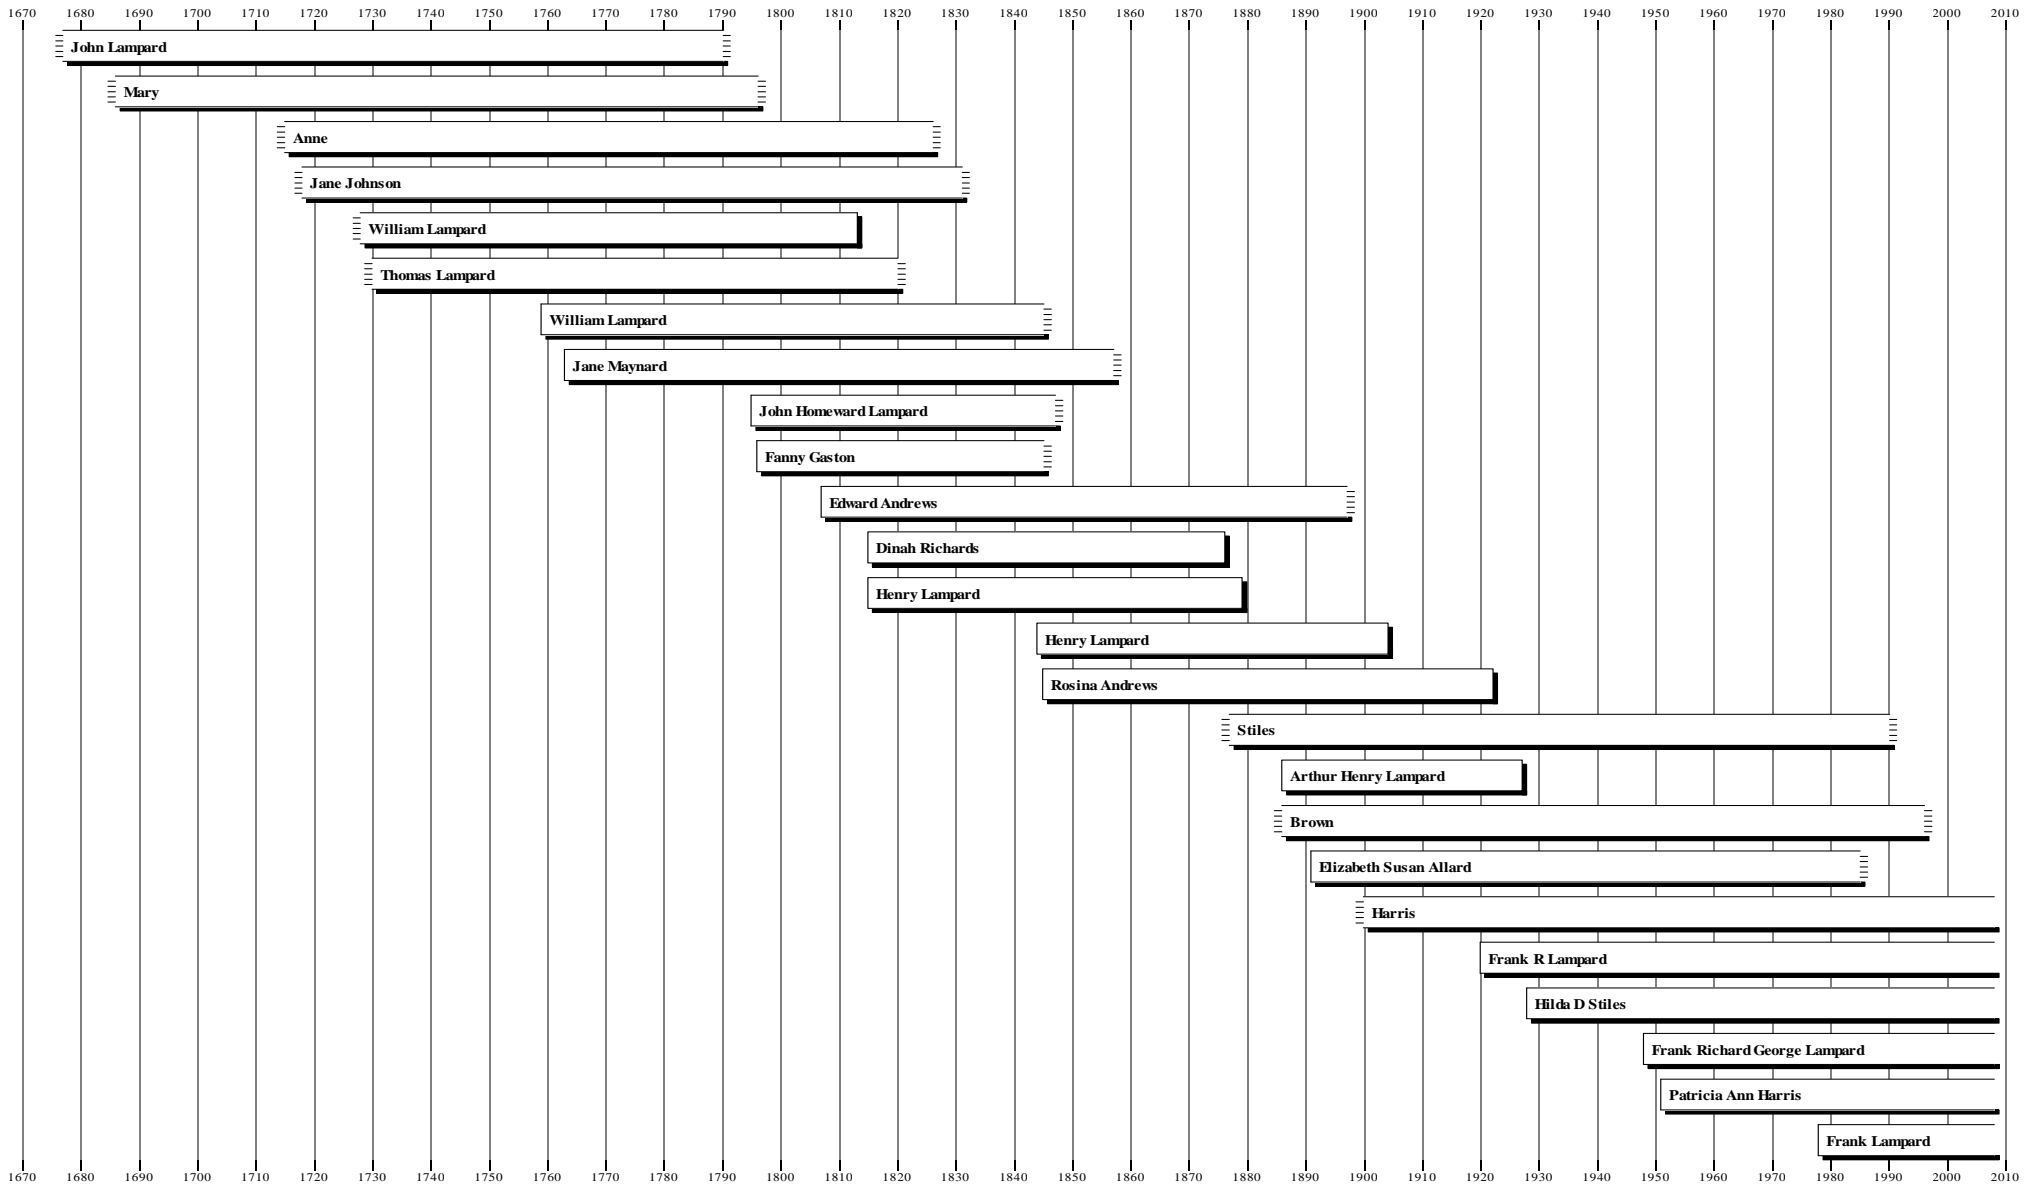 1670 1680 1690 1700 1710 1720 1730 1740 1750 1760 1770 1780 1790 1800 1810 1820 1830 1840 1850 1860 1870 1880 1890 1900 1910 1920 1930 1940 1950 1960 1970 1980 1990 2000 2010
John Lampard
Mary
Anne
Jane Johnson
William Lampard
Thomas Lampard
William Lampard
Jane Maynard
John Homeward Lampard
Fanny Gaston
Edward Andrews
Dinah Richards
Henry Lampard
Henry Lampard
Rosina Andrews
Stiles
Arthur Henry Lampard
Brown
Elizabeth Susan Allard
Harris
Frank R Lampard
Hilda D Stiles
Frank Richard George Lampard
Patricia Ann Harris
Frank Lampard
1670 1680 1690 1700 1710 1720 1730 1740 1750 1760 1770 1780 1790 1800 1810 1820 1830 1840 1850 1860 1870 1880 1890 1900 1910 1920 1930 1940 1950 1960 1970 1980 1990 2000 2010